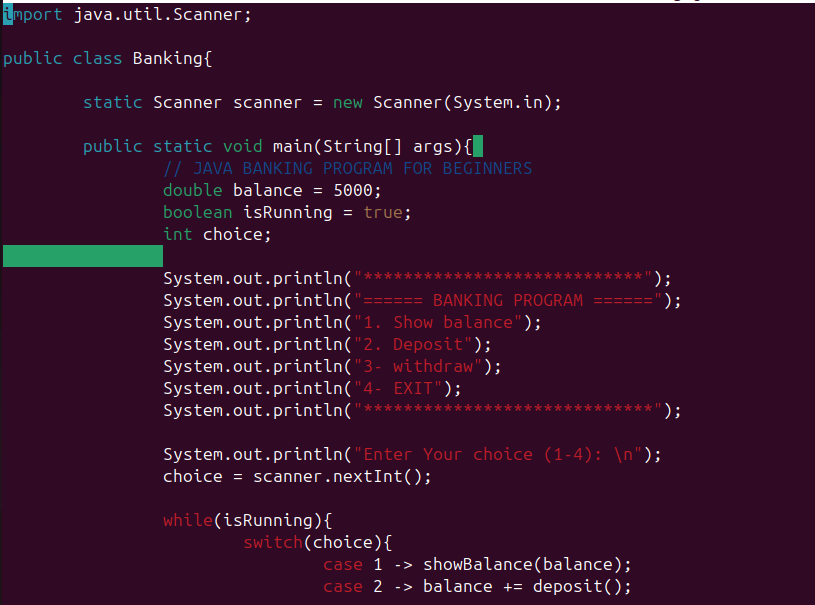 import java.util.Scanner;
public class Banking{
static Scanner scanner = new Scanner(System.in);
public static void main(String[] args){
// JAVA BANKING PROGRAM FOR BEGINNERS
double balance = 5000;
boolean isRunning = true;
int choice;
System.out.println("****************************");
System.out.println("====== BANKING PROGRAM ======");
System.out.println("1. Show balance");
System.out.println("2. Deposit");
System.out.println("3- withdraw");
System.out.println("4- EXIT");
System.out.println("*****************************");
System.out.println("Enter Your choice (1-4): \n");
choice = scanner.nextInt();
while(isRunning){
switch(choice){
case 1 -> showBalance(balance);
case 2 -> balance += deposit();